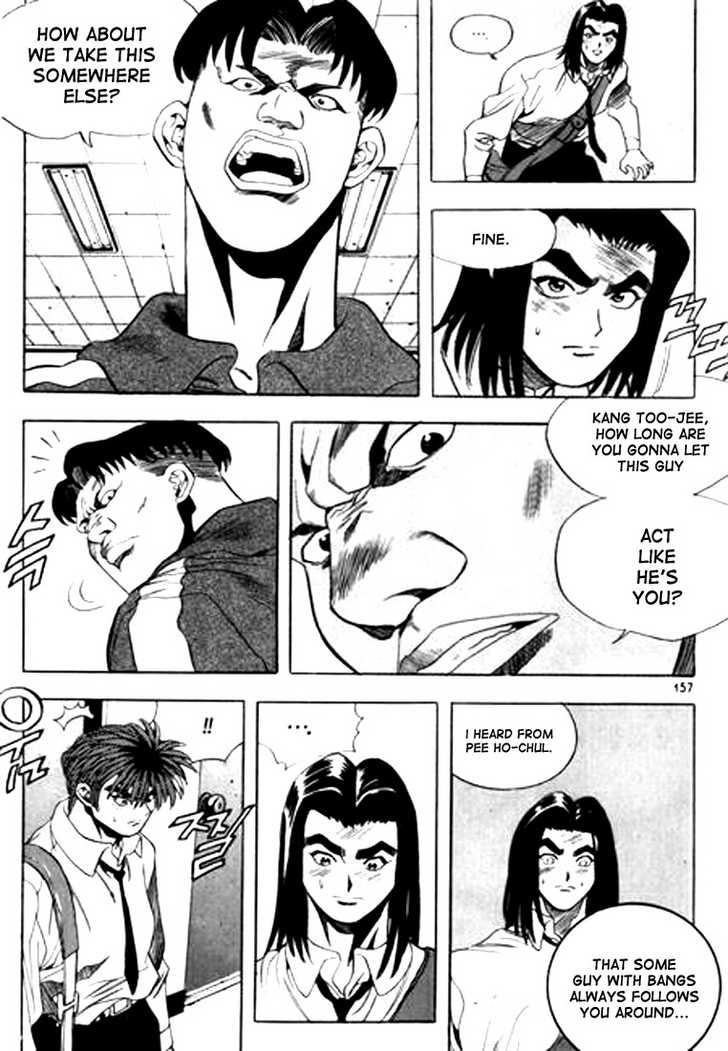 HOW ABOUT
WE TAKE THIS
SOMEWHERE
ELSE?
...
FINE.
KANG TOO-JEE,
HOW LONG ARE
YOU GONNA LET
THIS GUY
ACT
LIKE
HE'S
YOU?
157
!!
...
...
I HEARD FROM
PEE HO-CHUL.
THAT SOME
GUY WITH BANGS
ALWAYS FOLLOWS
YOU AROUND...